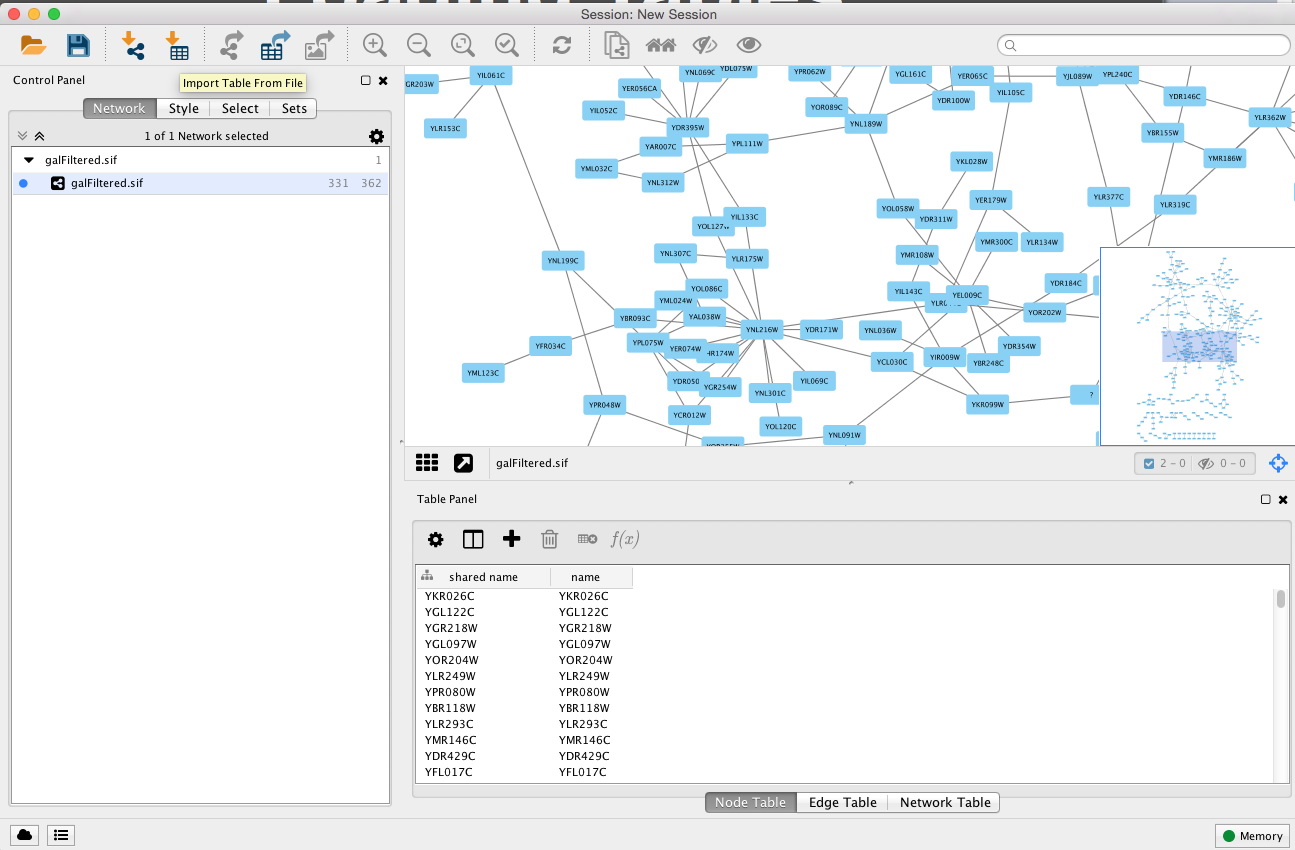 Session: New Session
Import Table From File
Control Panel
Network Style Select Sets
1 of 1 Network selected
galFiltered.sif 1
galFiltered.sif 331 362
YIL061C
YLR153C
YNL069C
YPR062W
YGL161C
YER065C
YJL089W
YPL240C
YER056CA
YIL052C
YDR395W
YOR089C
YNL189W
YDR100W
YIL105C
YDR146C
YLR362W
YBR155W
YMR186W
YAR007C
YPL111W
YML032C
YNL312W
YKL028W
YLR377C
YLR319C
YIL133C
YOL058W
YDR311W
YER179W
YNL199C
YNL307C
YLR175W
YMR108W
YMR300C
YLR134W
YOL086C
YML024W
YAL038W
YIL143C
YEL009C
YDR184C
YOR202W
YBR093C
YNL216W
YDR171W
YNL036W
YFR034C
YPL075W
YER074W
YCL030C
YIR009W
YBR248C
YDR354W
YML123C
YGR254W
YNL301C
YIL069C
YPR048W
YCR012W
YOL120C
YNL091W
YKR099W
?
galFiltered.sif
2 - 0 0 - 0
Table Panel
f(x)
shared name name
YKR026C YKR026C
YGL122C YGL122C
YGR218W YGR218W
YGL097W YGL097W
YOR204W YOR204W
YLR249W YLR249W
YPR080W YPR080W
YBR118W YBR118W
YLR293C YLR293C
YMR146C YMR146C
YDR429C YDR429C
YFL017C YFL017C
Node Table Edge Table Network Table
Memory